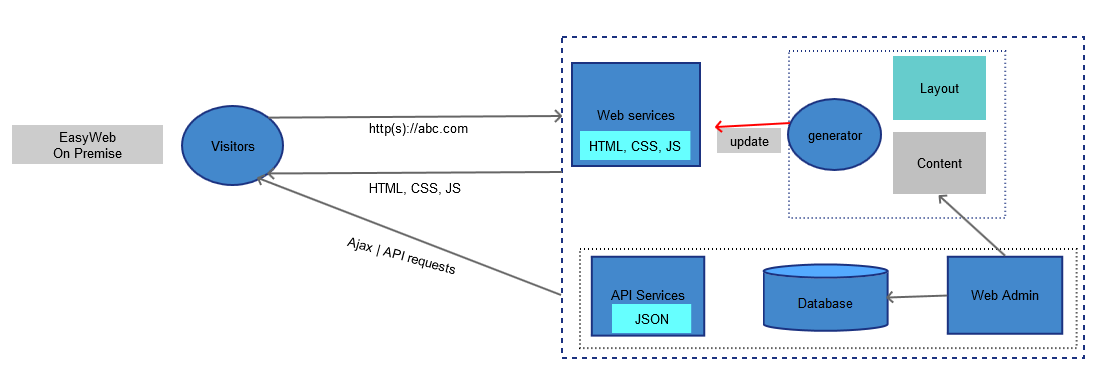 EasyWeb
On Premise
Visitors
http(s)://abc.com
HTML, CSS, JS
Ajax | API requests
Web services
HTML, CSS, JS
update
generator
Layout
Content
API Services
JSON
Database
Web Admin